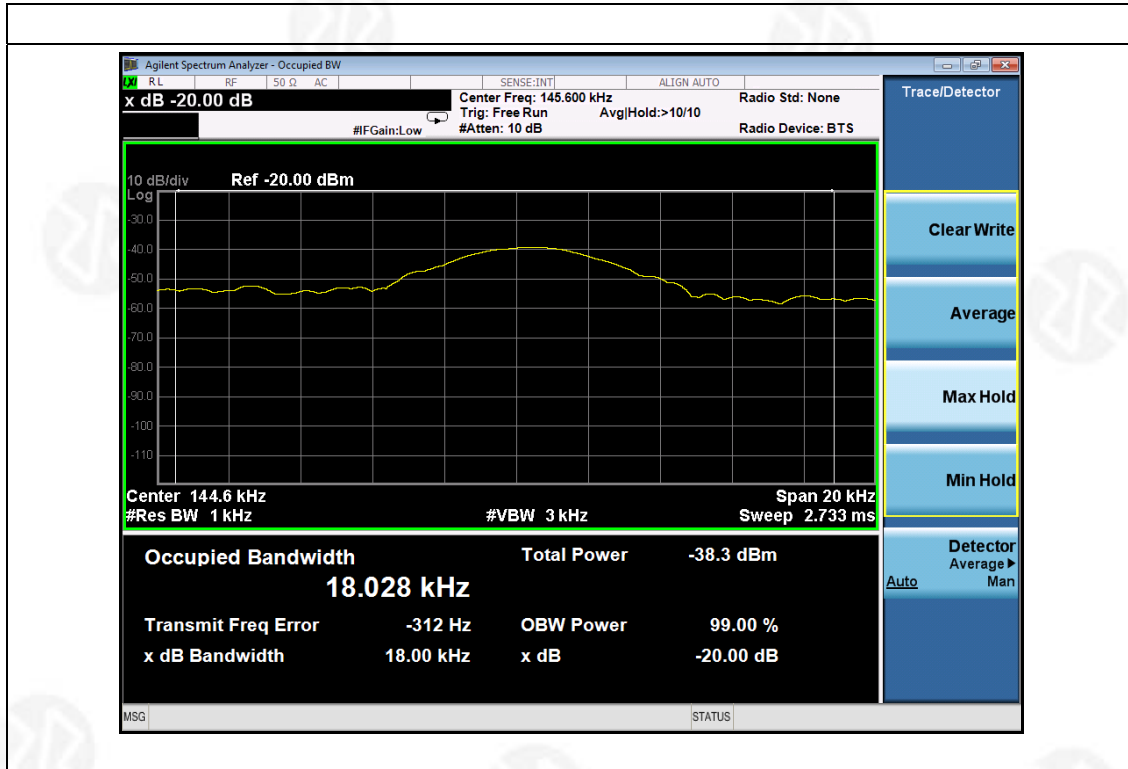 Agilent Spectrum Analyzer - Occupied BW
LXI RL RF 50 Ω AC SENSE:INT ALIGN AUTO
x dB -20.00 dB
Center Freq: 145.600 kHz Radio Std: None
Trig: Free Run Avg|Hold:>10/10
#IFGain:Low #Atten: 10 dB Radio Device: BTS
10 dB/div Ref -20.00 dBm
Log
-30.0
-40.0
-50.0
-60.0
-70.0
-80.0
-90.0
-100
-110
Center 144.6 kHz Span 20 kHz
#Res BW 1 kHz #VBW 3 kHz Sweep 2.733 ms
Occupied Bandwidth Total Power -38.3 dBm
18.028 kHz
Transmit Freq Error -312 Hz OBW Power 99.00 %
x dB Bandwidth 18.00 kHz x dB -20.00 dB
MSG STATUS
Trace/Detector
Clear Write
Average
Max Hold
Min Hold
Detector
Average▶
Auto Man